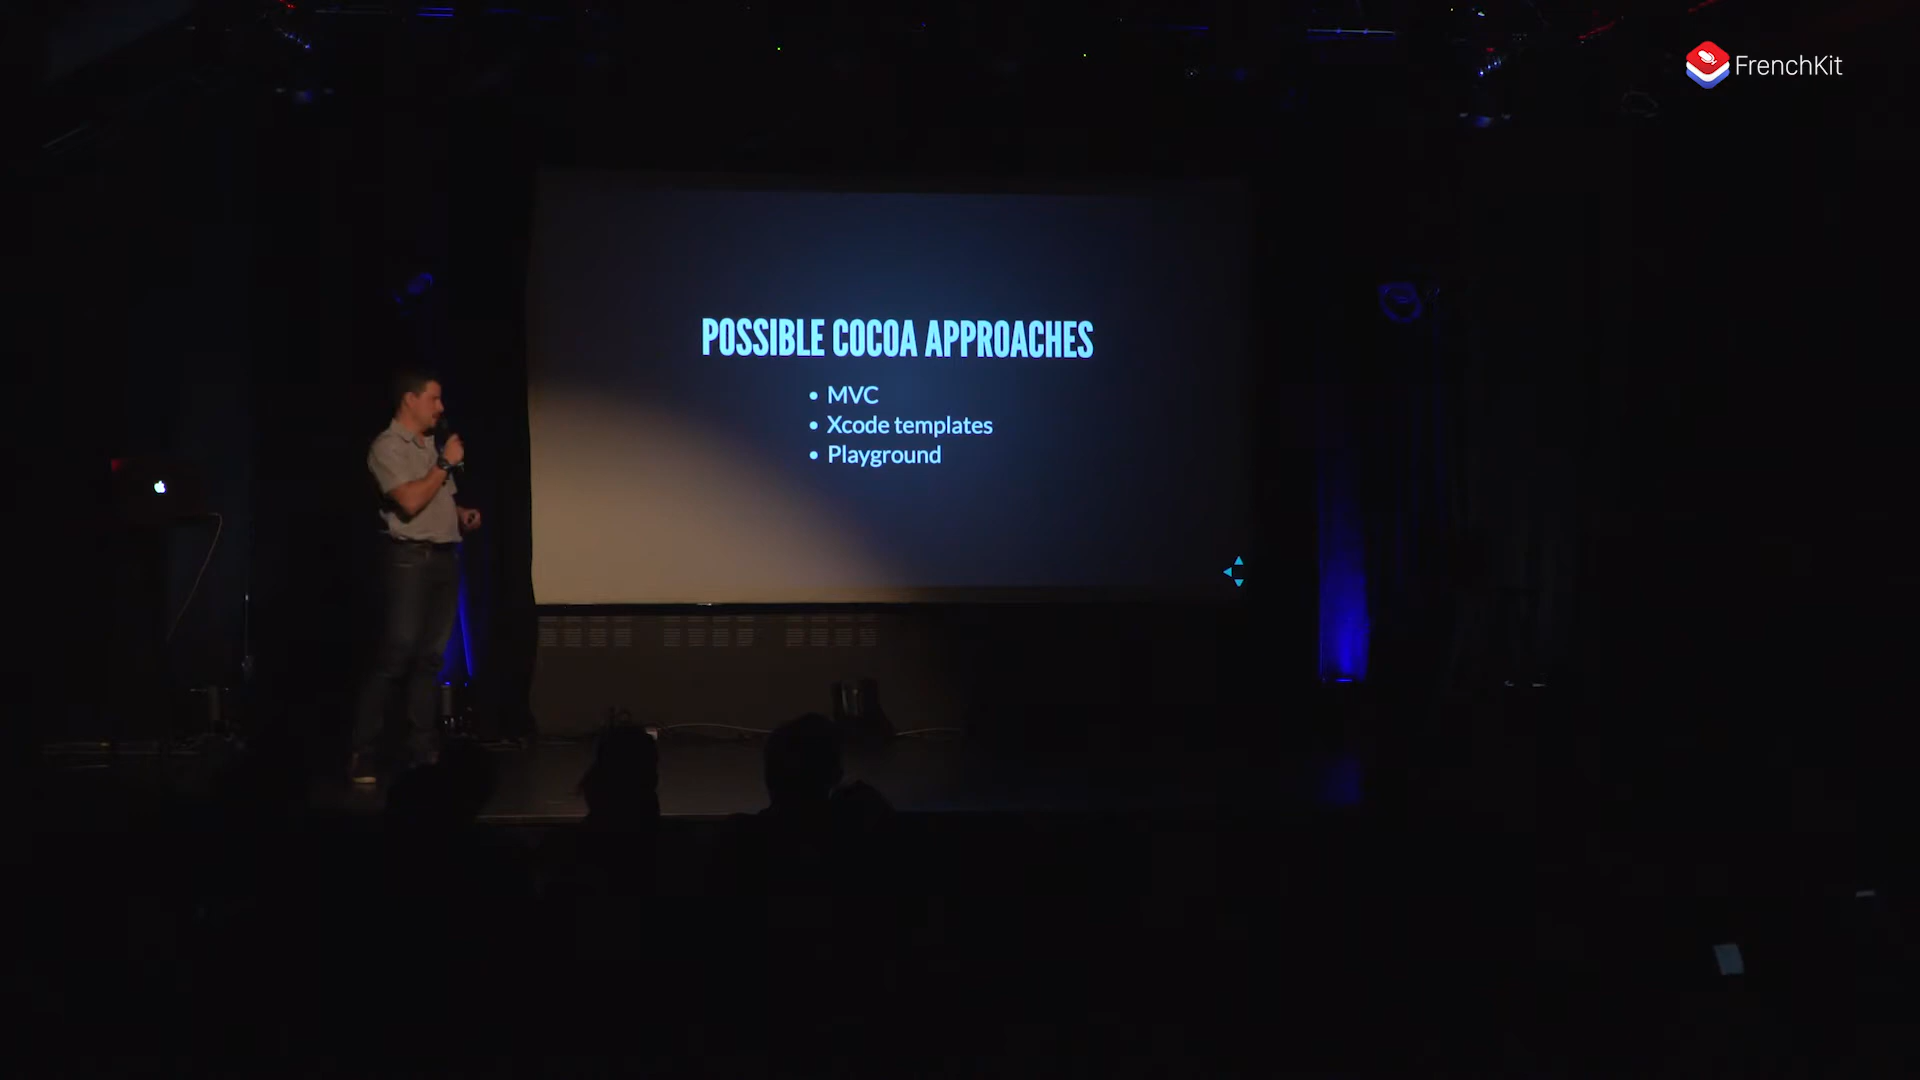 FrenchKit
POSSIBLE COCOA APPROACHES
• MVC
• Xcode templates
• Playground